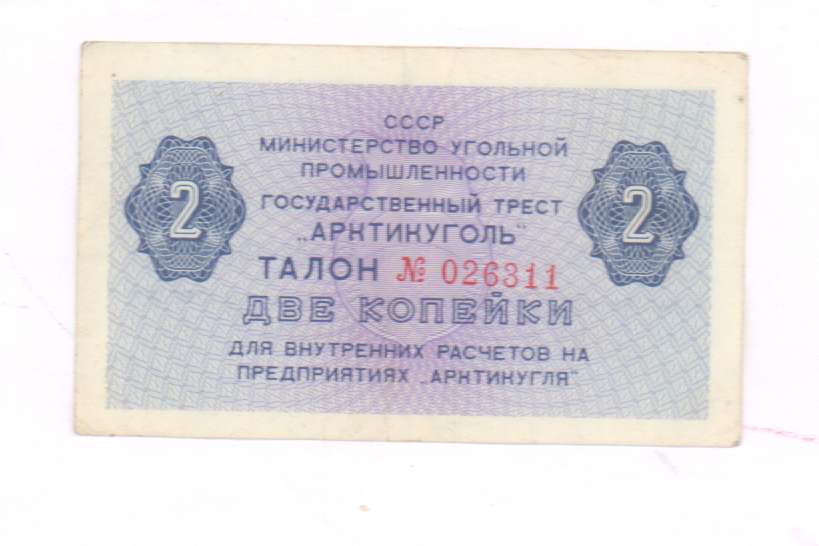 СССР
МИНИСТЕРСТВО УГОЛЬНОЙ
ПРОМЫШЛЕННОСТИ
ГОСУДАРСТВЕННЫЙ ТРЕСТ
„АРКТИКУГОЛЬ"
ТАЛОН № 026311
2 2
ДВЕ КОПЕЙКИ
ДЛЯ ВНУТРЕННИХ РАСЧЕТОВ НА
ПРЕДПРИЯТИЯХ „АРКТИКУГЛЯ"